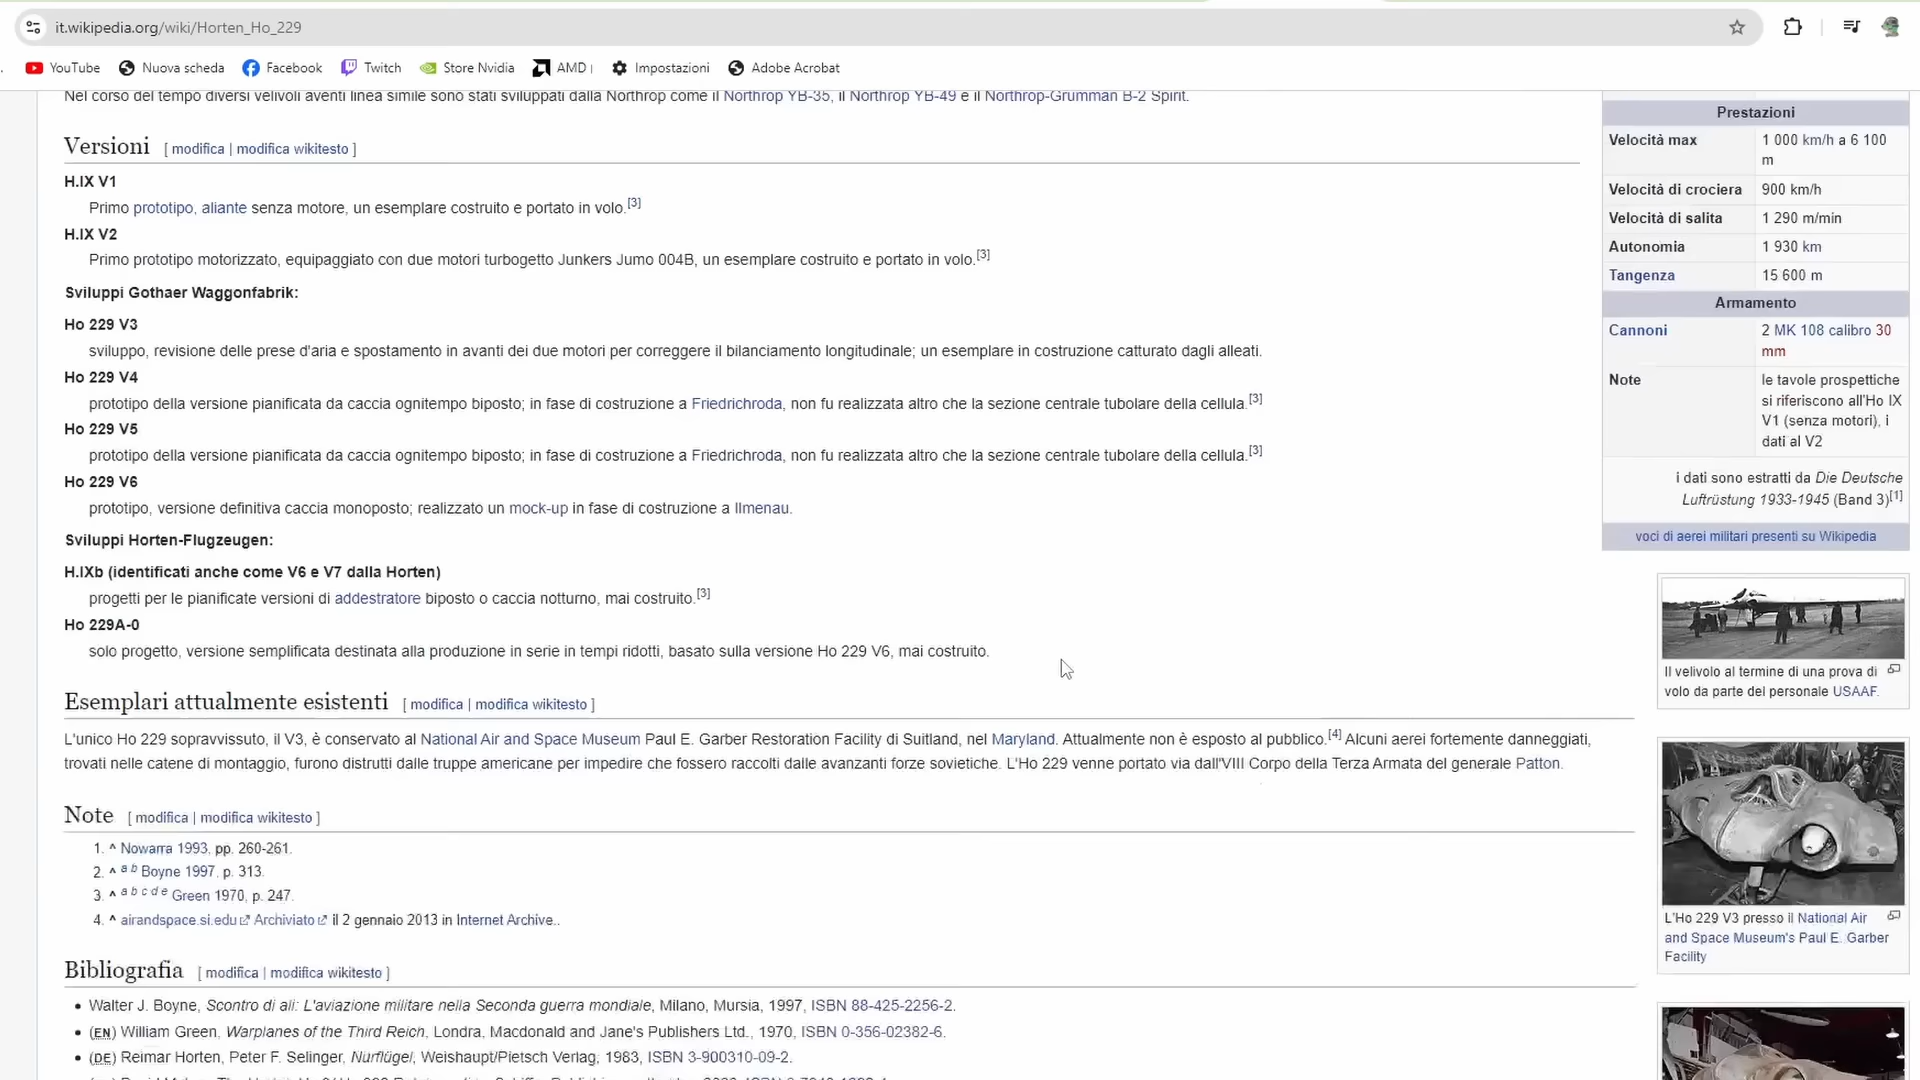 it.wikipedia.org/wiki/Horten_Ho_229
YouTube Nuova scheda Facebook Twitch Store Nvidia AMD | Impostazioni Adobe Acrobat
Nel corso del tempo diversi velivoli aventi linea simile sono stati sviluppati dalla Northrop come il Northrop YB-35, il Northrop YB-49 e il Northrop-Grumman B-2 Spirit.
Versioni [ modifica | modifica wikitesto ]
H.IX V1
Primo prototipo, aliante senza motore, un esemplare costruito e portato in volo.[3]
H.IX V2
Primo prototipo motorizzato, equipaggiato con due motori turbogetto Junkers Jumo 004B, un esemplare costruito e portato in volo.[3]
Sviluppi Gothaer Waggonfabrik:
Ho 229 V3
sviluppo, revisione delle prese d'aria e spostamento in avanti dei due motori per correggere il bilanciamento longitudinale; un esemplare in costruzione catturato dagli alleati.
Ho 229 V4
prototipo della versione pianificata da caccia ognitempo biposto; in fase di costruzione a Friedrichroda, non fu realizzata altro che la sezione centrale tubolare della cellula.[3]
Ho 229 V5
prototipo della versione pianificata da caccia ognitempo biposto; in fase di costruzione a Friedrichroda, non fu realizzata altro che la sezione centrale tubolare della cellula.[3]
Ho 229 V6
prototipo, versione definitiva caccia monoposto; realizzato un mock-up in fase di costruzione a Ilmenau.
Sviluppi Horten-Flugzeugen:
H.IXb (identificati anche come V6 e V7 dalla Horten)
progetti per le pianificate versioni di addestratore biposto o caccia notturno, mai costruito.[3]
Ho 229A-0
solo progetto, versione semplificata destinata alla produzione in serie in tempi ridotti, basato sulla versione Ho 229 V6, mai costruito.
Esemplari attualmente esistenti [ modifica | modifica wikitesto ]
L'unico Ho 229 sopravvissuto, il V3, è conservato al National Air and Space Museum Paul E. Garber Restoration Facility di Suitland, nel Maryland. Attualmente non è esposto al pubblico.[4] Alcuni aerei fortemente danneggiati,
trovati nelle catene di montaggio, furono distrutti dalle truppe americane per impedire che fossero raccolti dalle avanzanti forze sovietiche. L'Ho 229 venne portato via dall'VIII Corpo della Terza Armata del generale Patton.
Note [ modifica | modifica wikitesto ]
1. ^ Nowarra 1993, pp. 260-261.
2. ^ a b Boyne 1997, p. 313.
3. ^ a b c d e Green 1970, p. 247.
4. ^ airandspace.si.edu Archiviato il 2 gennaio 2013 in Internet Archive..
Bibliografia [ modifica | modifica wikitesto ]
• Walter J. Boyne, Scontro di ali: L'aviazione militare nella Seconda guerra mondiale, Milano, Mursia, 1997, ISBN 88-425-2256-2.
• (EN) William Green, Warplanes of the Third Reich, Londra, Macdonald and Jane's Publishers Ltd., 1970, ISBN 0-356-02382-6.
• (DE) Reimar Horten, Peter F. Selinger, Nurflügel, Weishaupt/Pietsch Verlag, 1983, ISBN 3-900310-09-2.
Prestazioni
Velocità max 1 000 km/h a 6 100
m
Velocità di crociera 900 km/h
Velocità di salita 1 290 m/min
Autonomia 1 930 km
Tangenza 15 600 m
Armamento
Cannoni 2 MK 108 calibro 30
mm
Note le tavole prospettiche
si riferiscono all'Ho IX
V1 (senza motori), i
dati al V2
i dati sono estratti da Die Deutsche
Luftrüstung 1933-1945 (Band 3)[1]
voci di aerei militari presenti su Wikipedia
Il velivolo al termine di una prova di
volo da parte del personale USAAF.
L'Ho 229 V3 presso il National Air
and Space Museum's Paul E. Garber
Facility